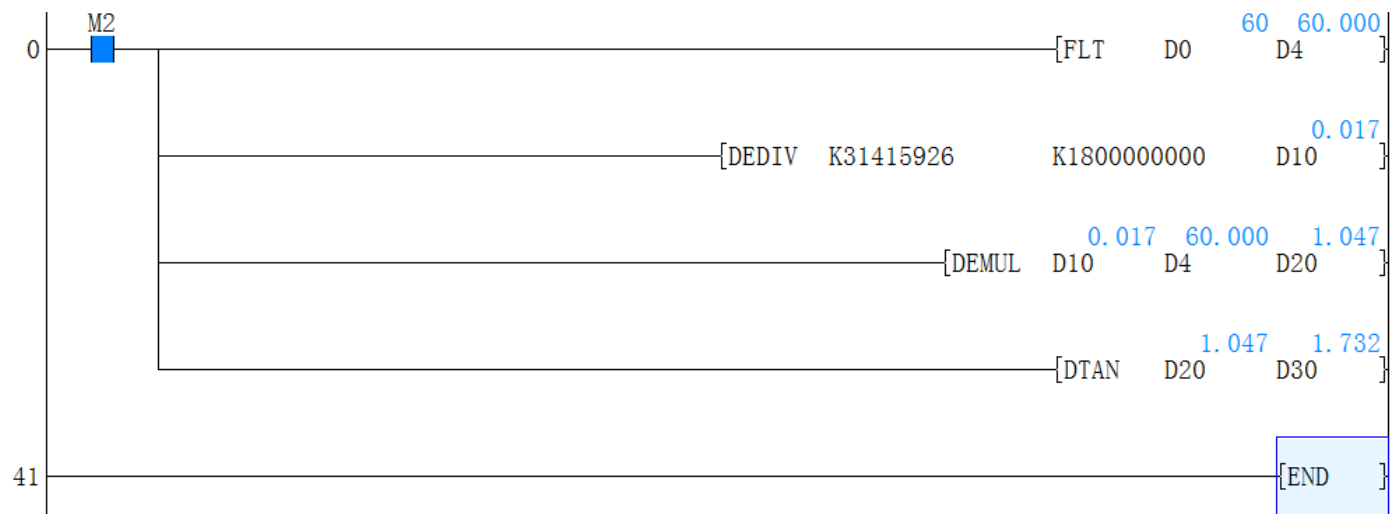 M2
60 60.000
0 [FLT D0 D4 ]
0.017
[DEDIV K31415926 K1800000000 D10 ]
0.017 60.000 1.047
[DEMUL D10 D4 D20 ]
1.047 1.732
[DTAN D20 D30 ]
41 [END ]